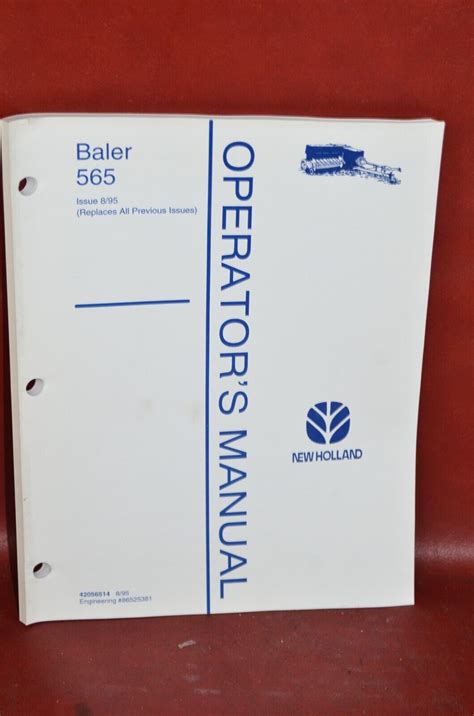 Baler
565
Issue 8/95
(Replaces All Previous Issues)
OPERATOR'S MANUAL
NEW HOLLAND
42056514 8/95
Engineering #86525381